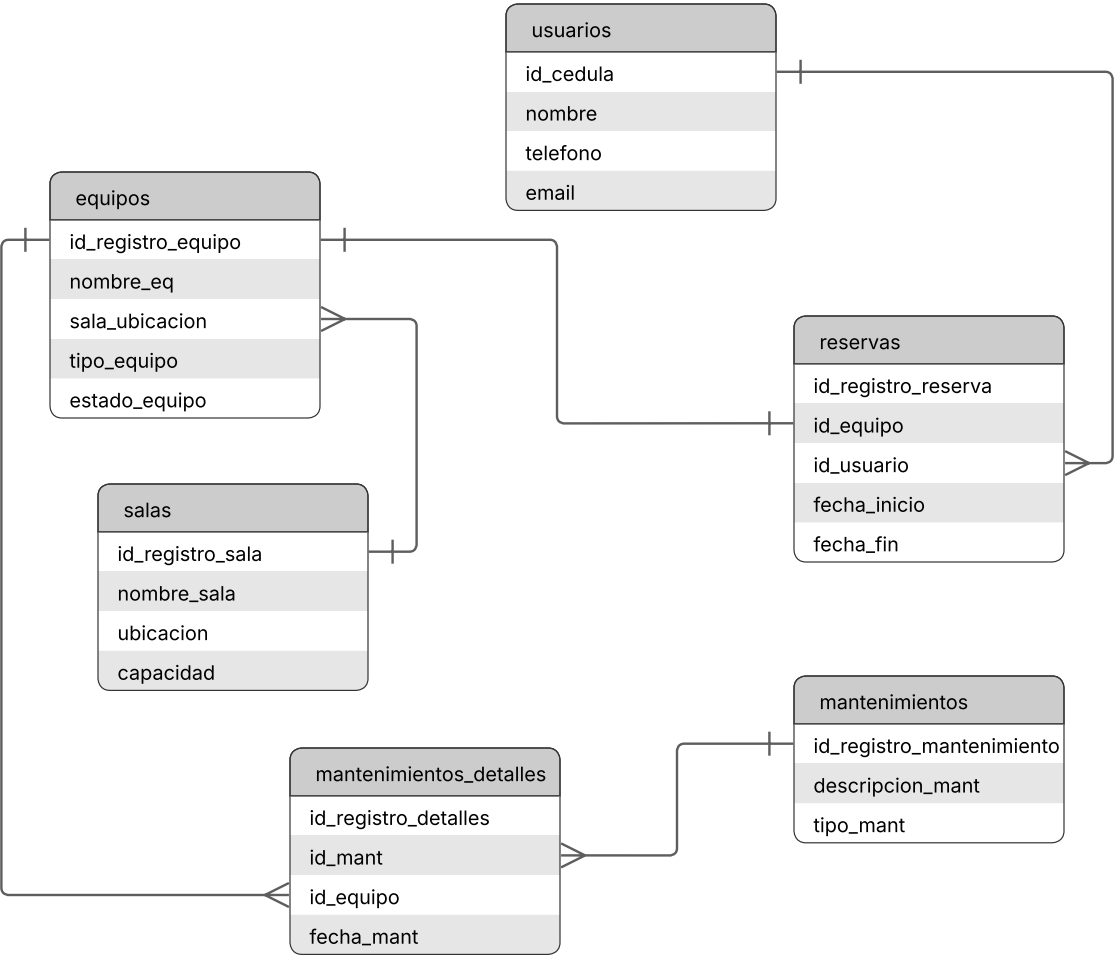 usuarios
id_cedula
nombre
telefono
email
equipos
id_registro_equipo
nombre_eq
sala_ubicacion
tipo_equipo
estado_equipo
reservas
id_registro_reserva
id_equipo
id_usuario
fecha_inicio
fecha_fin
salas
id_registro_sala
nombre_sala
ubicacion
capacidad
mantenimientos
id_registro_mantenimiento
descripcion_mant
tipo_mant
mantenimientos_detalles
id_registro_detalles
id_mant
id_equipo
fecha_mant